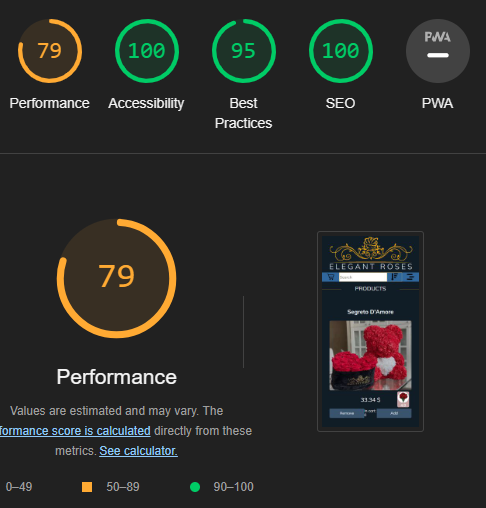 79
100
95
100
PWA
Performance
Accessibility
Best
Practices
SEO
PWA
79
Performance
Values are estimated and may vary. The
formance score is calculated directly from these
metrics. See calculator.
0–49
50–89
90–100
ELEGANT ROSES
Search
PRODUCTS
Segreto D'Amore
33.34 $
Remove
Add